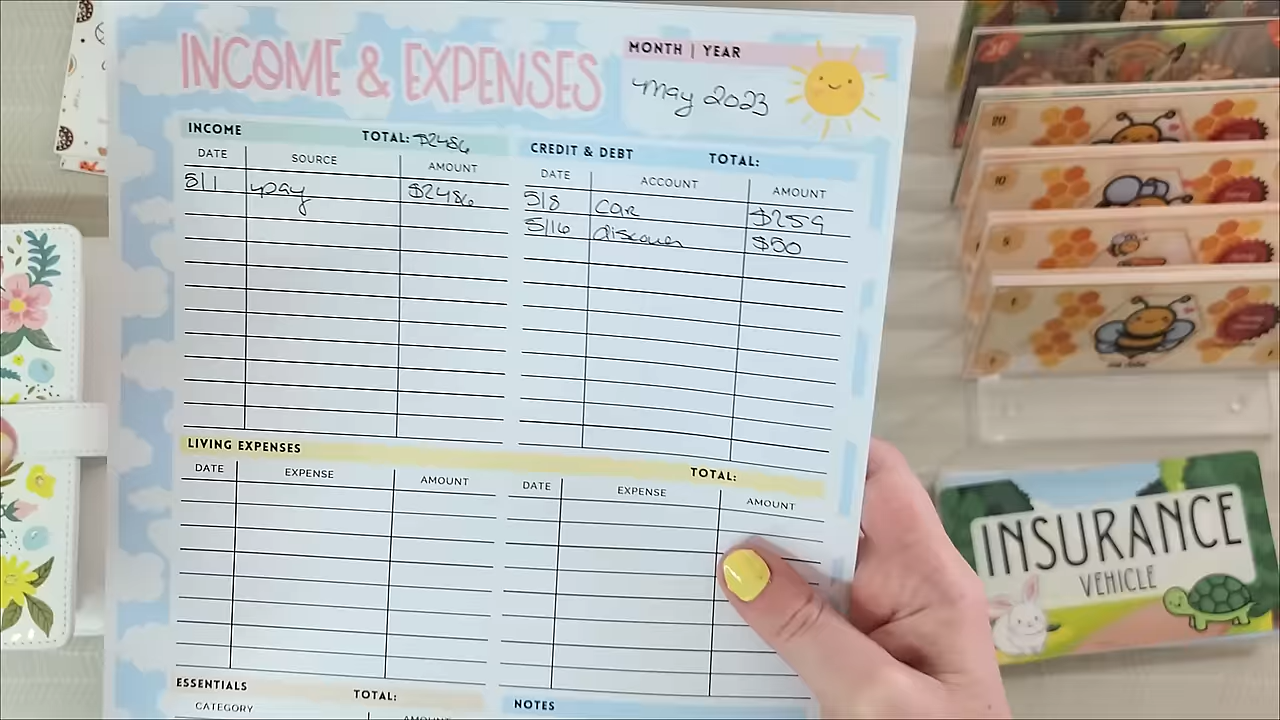 INCOME & EXPENSES
MONTH | YEAR
May 2023
INCOME TOTAL: $2486
DATE SOURCE AMOUNT
5/1 pay $2486
CREDIT & DEBT TOTAL:
DATE ACCOUNT AMOUNT
5/8 car $259
5/16 discover $50
LIVING EXPENSES TOTAL:
DATE EXPENSE AMOUNT DATE EXPENSE AMOUNT
ESSENTIALS TOTAL:
CATEGORY AMOUNT
NOTES
20
10
5
INSURANCE
VEHICLE